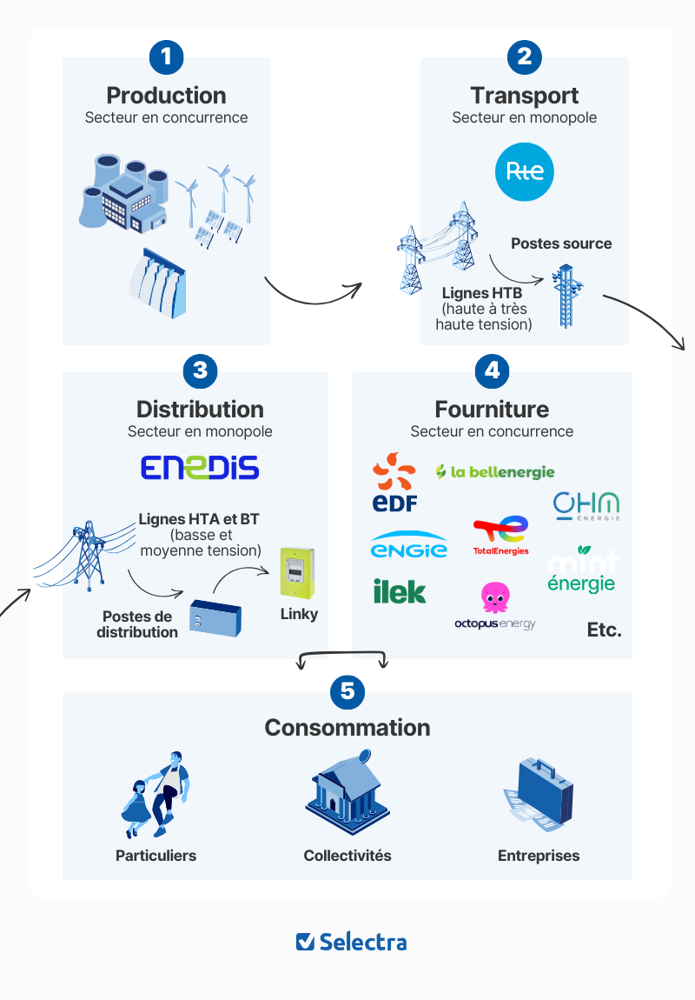 1
Production
Secteur en concurrence
2
Transport
Secteur en monopole
Rte
Postes source
Lignes HTB
(haute à très
haute tension)
3
Distribution
Secteur en monopole
ENEDIS
Lignes HTA et BT
(basse et
moyenne tension)
Postes de
distribution
Linky
4
Fourniture
Secteur en concurrence
eDF
la bellenergie
OHM
ÉNERGIE
ENGIE
TotalEnergies
mint
énergie
ilek
octopus energy
Etc.
5
Consommation
Particuliers
Collectivités
Entreprises
Selectra